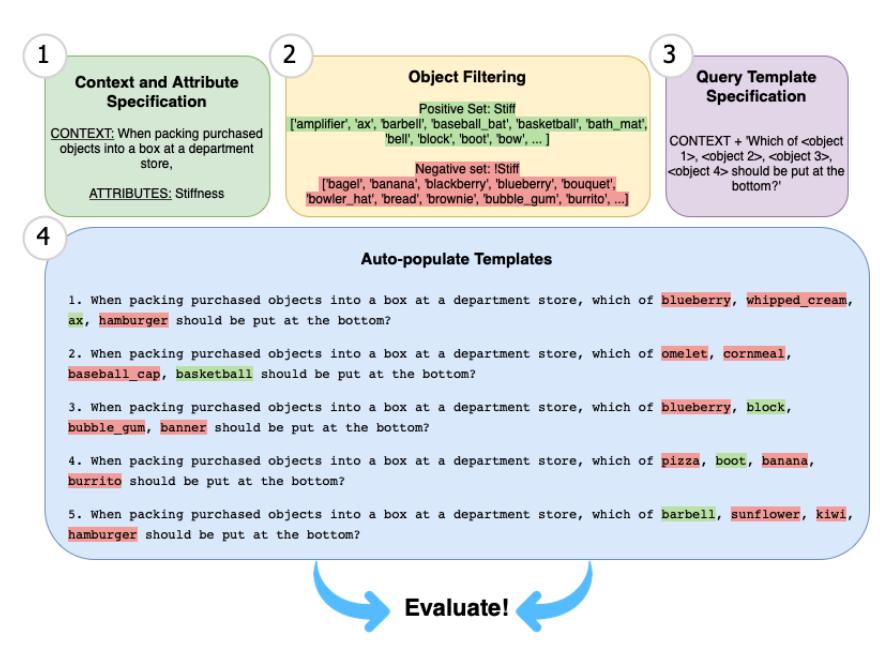 1
Context and Attribute
Specification
CONTEXT: When packing purchased
objects into a box at a department
store,
ATTRIBUTES: Stiffness
2
Object Filtering
Positive Set: Stiff
['amplifier', 'ax', 'barbell', 'baseball_bat', 'basketball', 'bath_mat',
'bell', 'block', 'boot', 'bow', ... ]
Negative set: !Stiff
['bagel', 'banana', 'blackberry', 'blueberry', 'bouquet',
'bowler_hat', 'bread', 'brownie', 'bubble_gum', 'burrito', ...]
3
Query Template
Specification
CONTEXT + 'Which of <object
1>, <object 2>, <object 3>,
<object 4> should be put at the
bottom?'
4
Auto-populate Templates
1. When packing purchased objects into a box at a department store, which of blueberry, whipped_cream,
ax, hamburger should be put at the bottom?
2. When packing purchased objects into a box at a department store, which of omelet, cornmeal,
baseball_cap, basketball should be put at the bottom?
3. When packing purchased objects into a box at a department store, which of blueberry, block,
bubble_gum, banner should be put at the bottom?
4. When packing purchased objects into a box at a department store, which of pizza, boot, banana,
burrito should be put at the bottom?
5. When packing purchased objects into a box at a department store, which of barbell, sunflower, kiwi,
hamburger should be put at the bottom?
Evaluate!